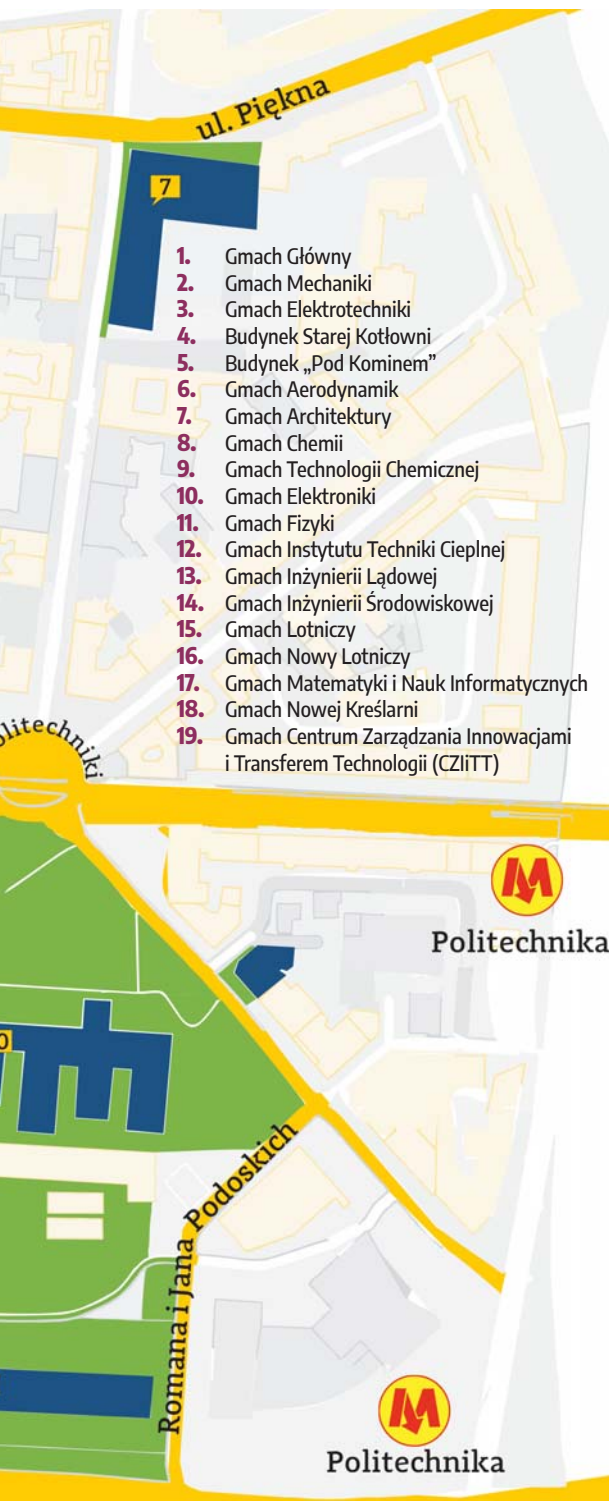 ul. Piękna
7
1. Gmach Główny
2. Gmach Mechaniki
3. Gmach Elektrotechniki
4. Budynek Starej Kotłowni
5. Budynek „Pod Kominem”
6. Gmach Aerodynamik
7. Gmach Architektury
8. Gmach Chemii
9. Gmach Technologii Chemicznej
10. Gmach Elektroniki
11. Gmach Fizyki
12. Gmach Instytutu Techniki Cieplnej
13. Gmach Inżynierii Lądowej
14. Gmach Inżynierii Środowiskowej
15. Gmach Lotniczy
16. Gmach Nowy Lotniczy
17. Gmach Matematyki i Nauk Informatycznych
18. Gmach Nowej Kreślarni
19. Gmach Centrum Zarządzania Innowacjami
i Transferem Technologii (CZIiTT)
olitechniki
M
Politechnika
0
Romana i Jana Podoskich
M
Politechnika